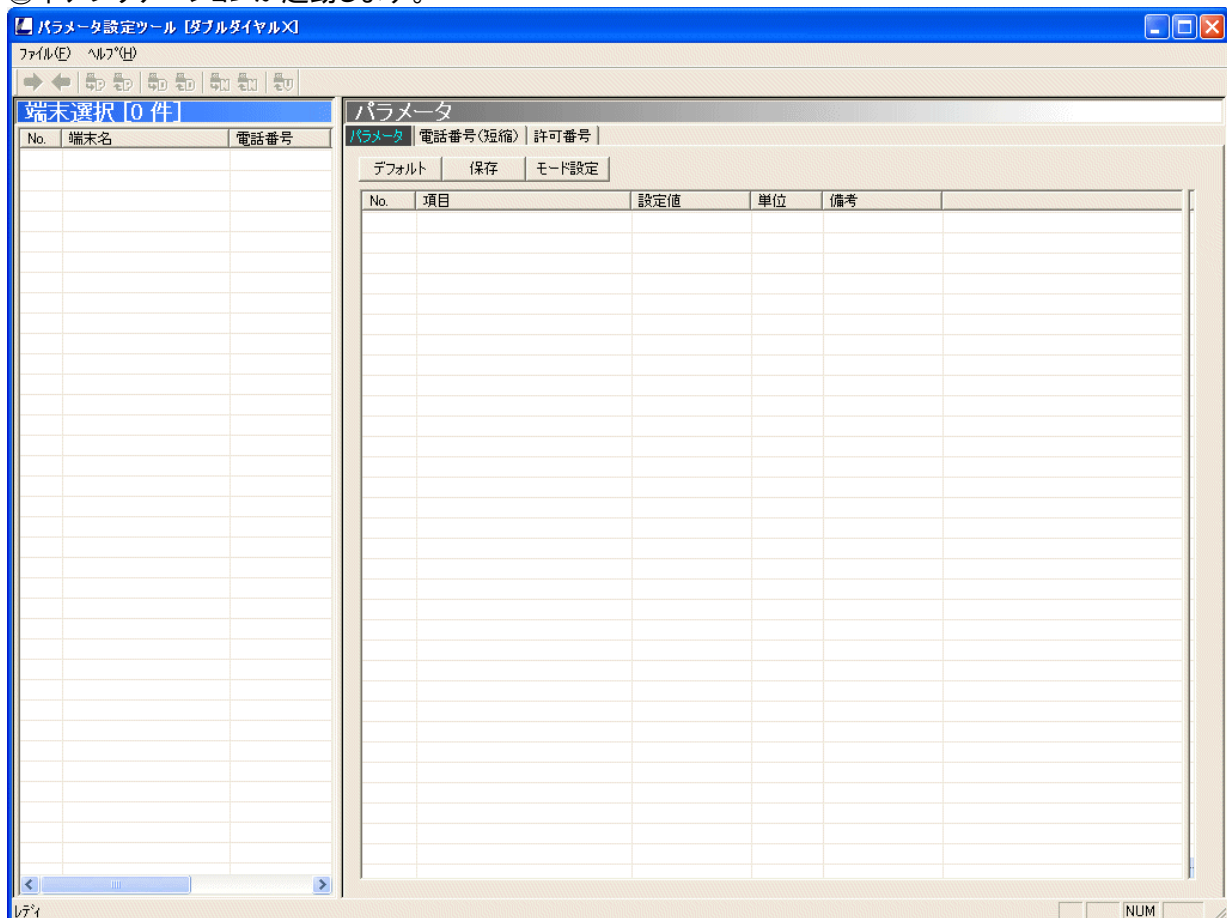 パラメータ設定ツール [ダブルダイヤルX]
ファイル(F) ヘルプ(H)
端末選択 [0 件]
No. 端末名 電話番号
パラメータ
パラメータ 電話番号(短縮) 許可番号
デフォルト 保存 モード設定
No. 項目 設定値 単位 備考
レディ NUM